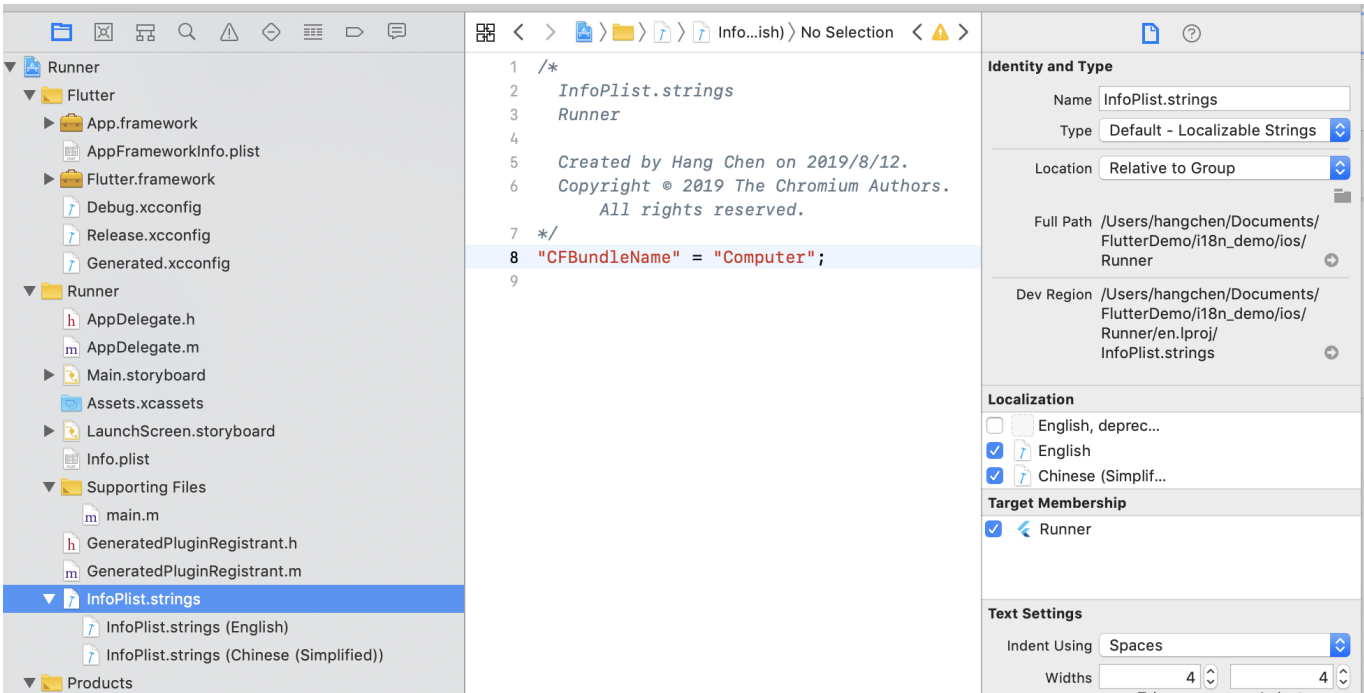 Runner
Flutter
App.framework
AppFrameworkInfo.plist
Flutter.framework
Debug.xcconfig
Release.xcconfig
Generated.xcconfig
Runner
AppDelegate.h
AppDelegate.m
Main.storyboard
Assets.xcassets
LaunchScreen.storyboard
Info.plist
Supporting Files
main.m
GeneratedPluginRegistrant.h
GeneratedPluginRegistrant.m
InfoPlist.strings
InfoPlist.strings (English)
InfoPlist.strings (Chinese (Simplified))
Products
Info...ish) No Selection
1 /*
2 InfoPlist.strings
3 Runner
4
5 Created by Hang Chen on 2019/8/12.
6 Copyright © 2019 The Chromium Authors.
All rights reserved.
7 */
8 "CFBundleName" = "Computer";
9
Identity and Type
Name InfoPlist.strings
Type Default - Localizable Strings
Location Relative to Group
Full Path /Users/hangchen/Documents/
FlutterDemo/i18n_demo/ios/
Runner
Dev Region /Users/hangchen/Documents/
FlutterDemo/i18n_demo/ios/
Runner/en.lproj/
InfoPlist.strings
Localization
English, deprec...
English
Chinese (Simplif...
Target Membership
Runner
Text Settings
Indent Using Spaces
Widths 4 4